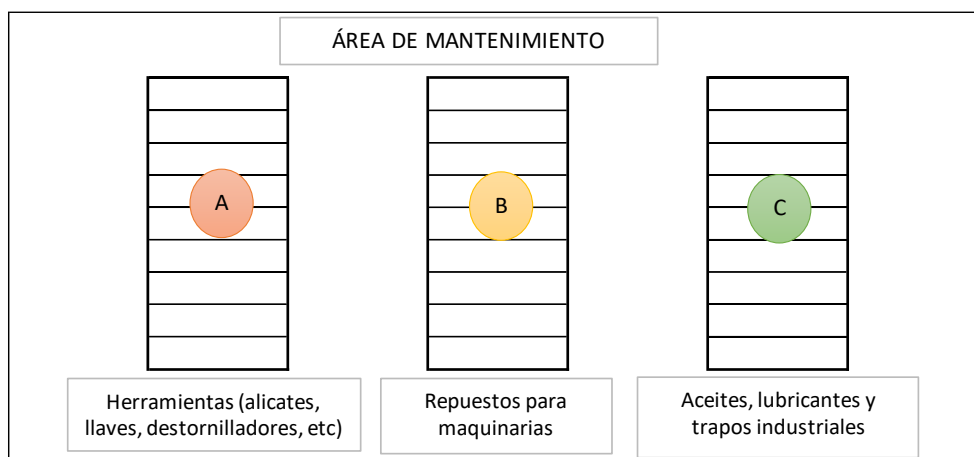 ÁREA DE MANTENIMIENTO
A
B
C
Herramientas (alicates,
llaves, destornilladores, etc)
Repuestos para
maquinarias
Aceites, lubricantes y
trapos industriales